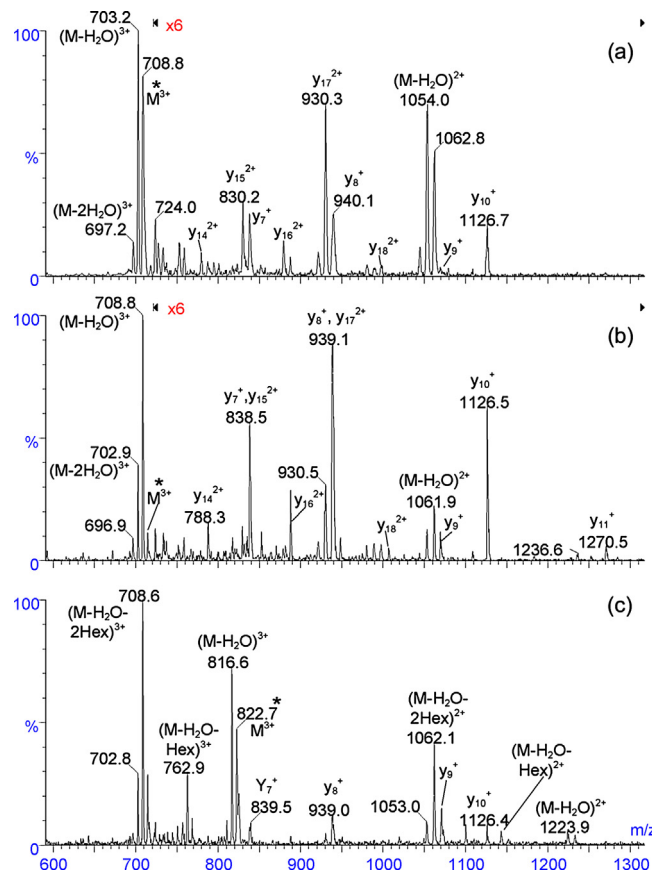 703.2
(M-H₂O)³⁺
x6
(a)
100
708.8
*
M³⁺
y₁₇²⁺
930.3
(M-H₂O)²⁺
1054.0
1062.8
%
y₁₅²⁺
830.2
y₈⁺
940.1
y₁₀⁺
1126.7
(M-2H₂O)³⁺
697.2
724.0
y₁₄²⁺
y₇⁺
y₁₆²⁺
y₁₈²⁺
y₉⁺
0
708.8
(M-H₂O)³⁺
x6
(b)
100
y₈⁺, y₁₇²⁺
939.1
y₇⁺,y₁₅²⁺
838.5
y₁₀⁺
1126.5
%
702.9
(M-2H₂O)³⁺
*
M³⁺
696.9
y₁₄²⁺
788.3
930.5
y₁₆²⁺
(M-H₂O)²⁺
1061.9
y₁₈²⁺
y₉⁺
1236.6
y₁₁⁺
1270.5
0
708.6
(c)
100
(M-H₂O-
2Hex)³⁺
(M-H₂O)³⁺
816.6
822.7
*
M³⁺
(M-H₂O-
2Hex)²⁺
1062.1
%
702.8
(M-H₂O-
Hex)³⁺
762.9
Y₇⁺
839.5
y₈⁺
939.0
1053.0
y₉⁺
y₁₀⁺
1126.4
(M-H₂O-
Hex)²⁺
(M-H₂O)²⁺
1223.9
m/z
0
600 700 800 900 1000 1100 1200 1300